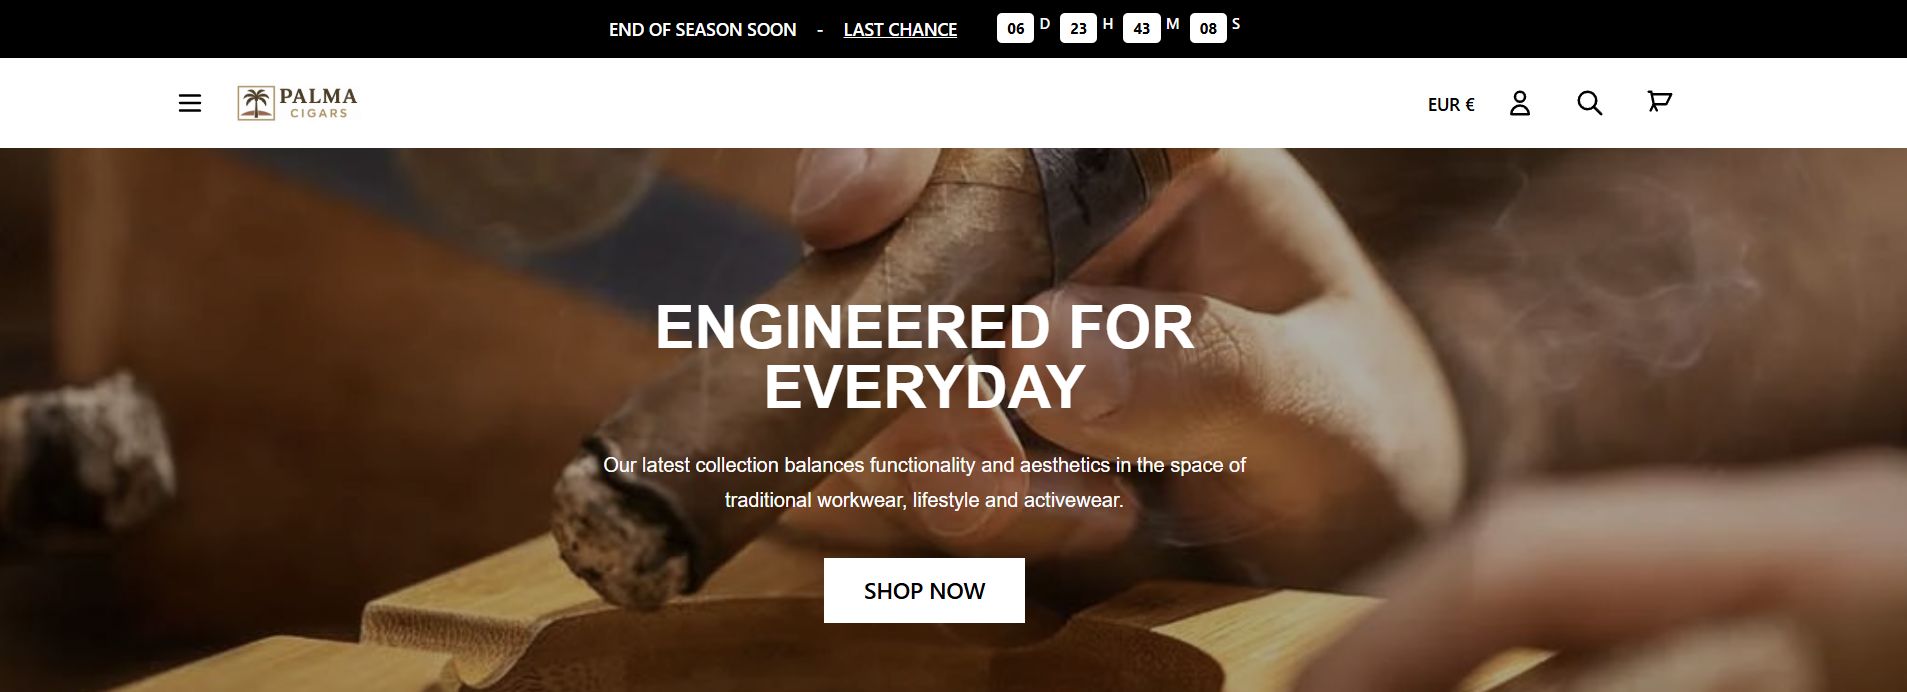 END OF SEASON SOON - LAST CHANCE 06 D 23 H 43 M 08 S
PALMA
CIGARS
EUR €
ENGINEERED FOR
EVERYDAY
Our latest collection balances functionality and aesthetics in the space of
traditional workwear, lifestyle and activewear.
SHOP NOW